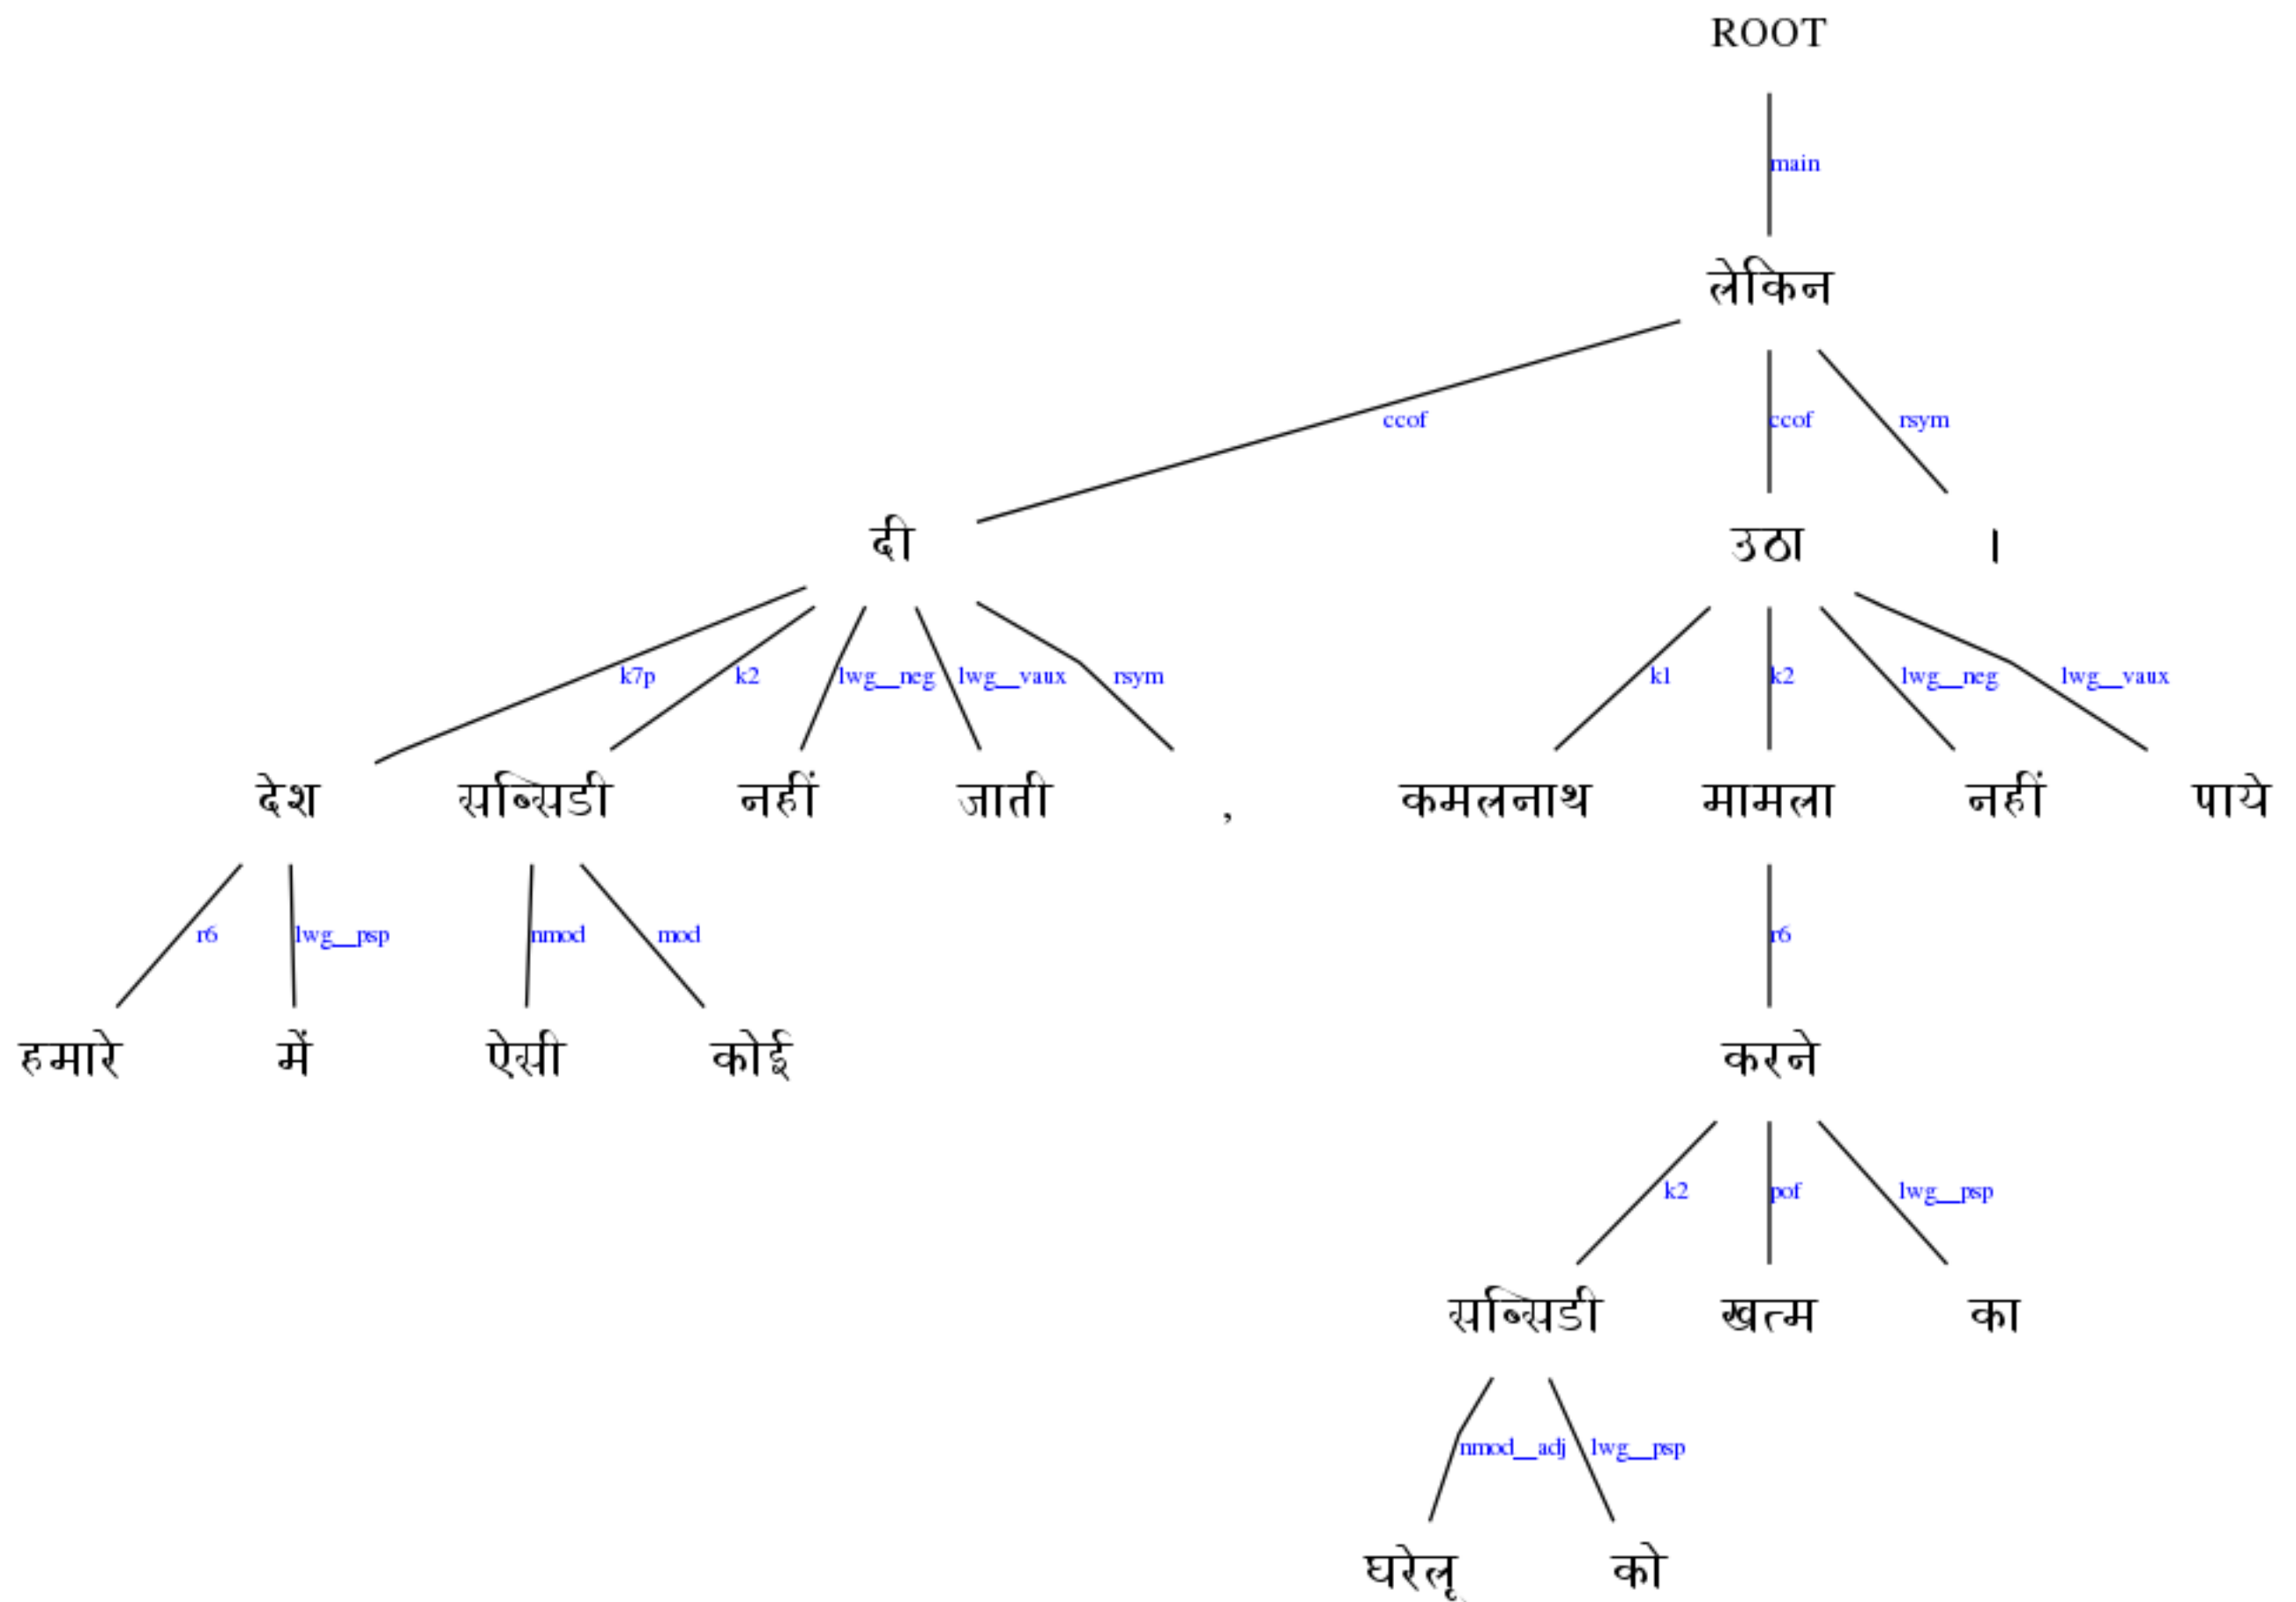 ROOT
main
लेकिन
ccof ccof rsym
दी उठा ।
k7p k2 lwg__neg lwg__vaux rsym k1 k2 lwg__neg lwg__vaux
देश सब्सिडी नहीं जाती , कमलनाथ मामला नहीं पाये
r6 lwg__psp nmod mod r6
हमारे में ऐसी कोई करने
k2 pof lwg__psp
सब्सिडी खत्म का
nmod__adj lwg__psp
घरेलू को